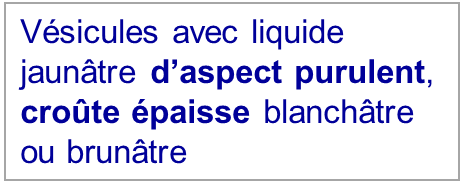 Vésicules avec liquide
jaunâtre d’aspect purulent,
croûte épaisse blanchâtre
ou brunâtre